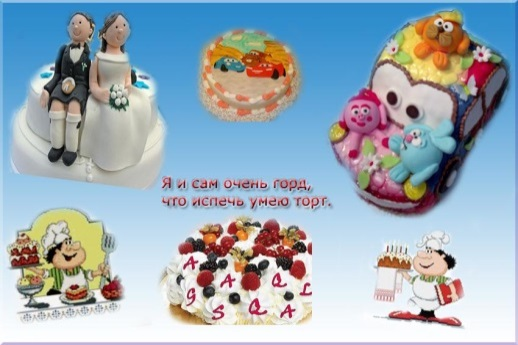 Я и сам очень горд,
что испечь умею торт.
A A
G S Q A L